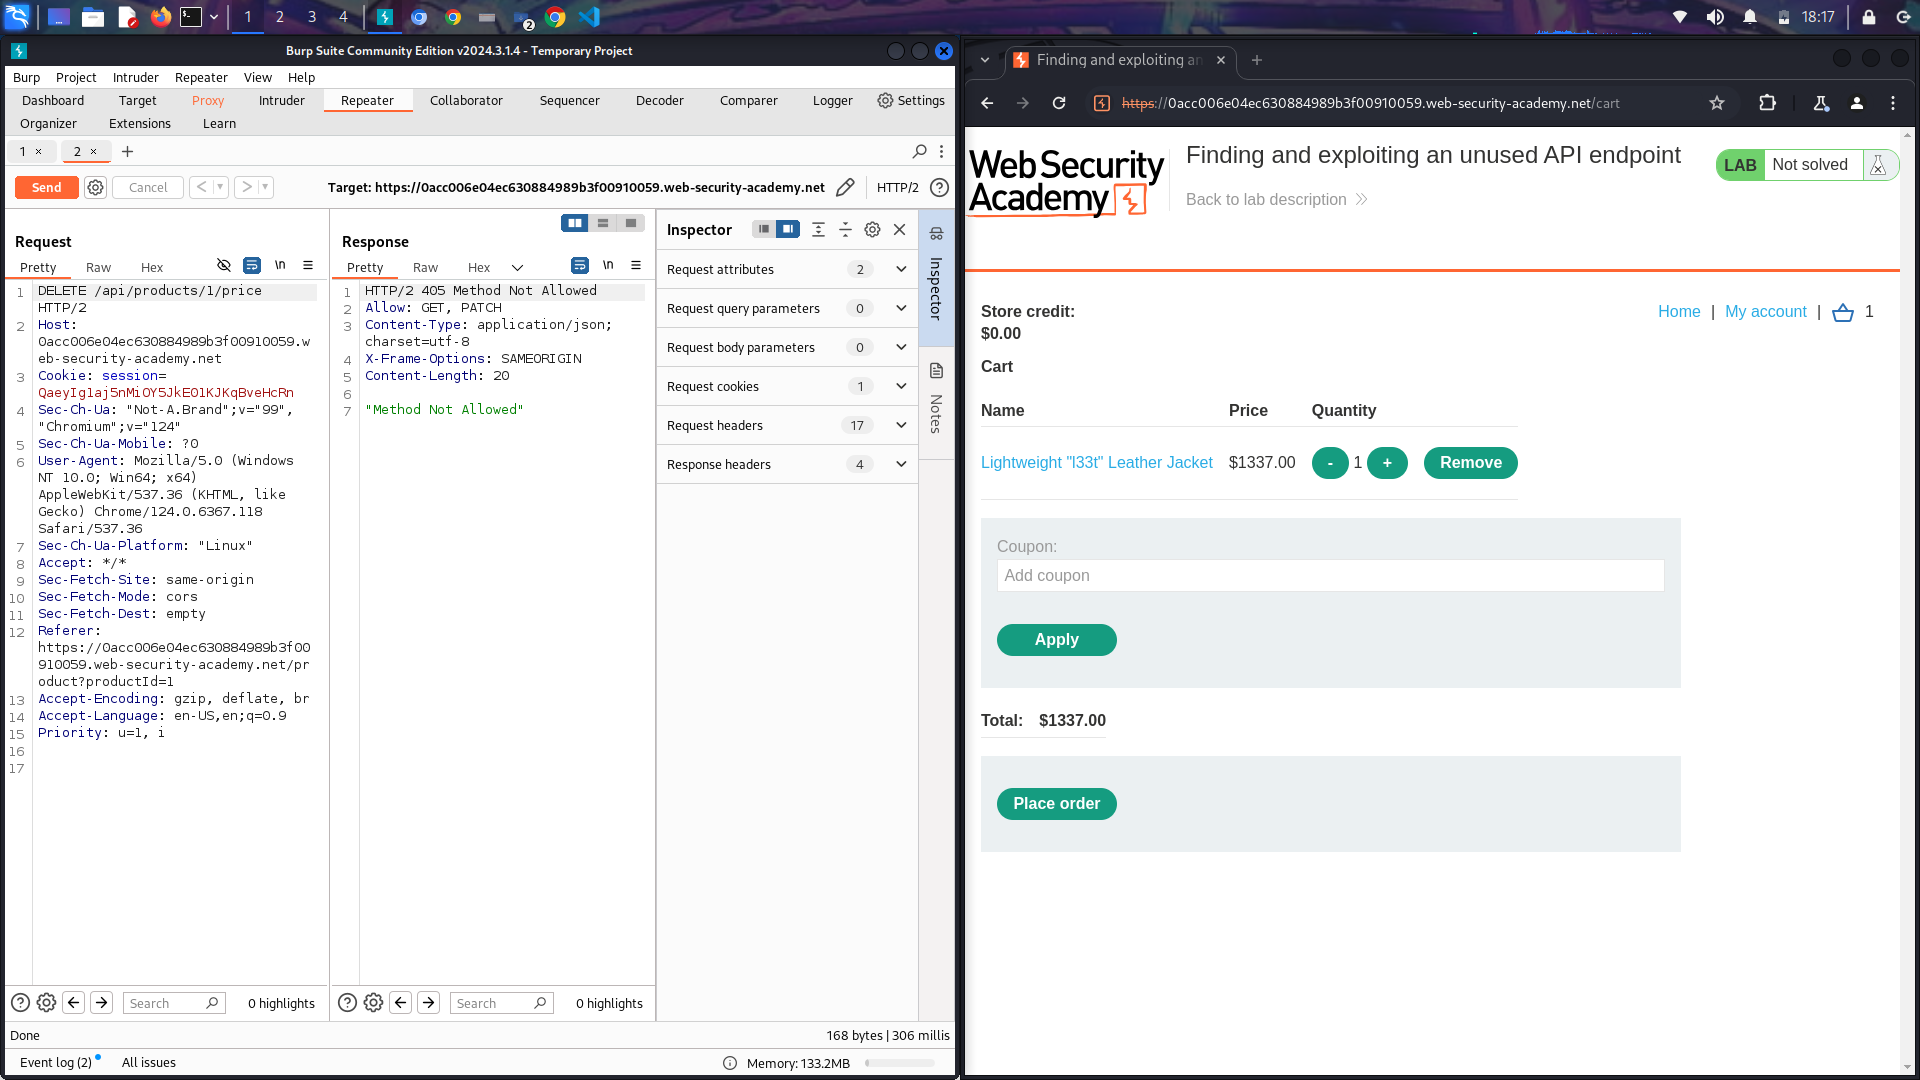 1 2 3 4 2 18:17
Burp Suite Community Edition v2024.3.1.4 - Temporary Project
Burp Project Intruder Repeater View Help
Dashboard Target Proxy Intruder Repeater Collaborator Sequencer Decoder Comparer Logger Settings
Organizer Extensions Learn
1 × 2 × +
Send Cancel < > Target: https://0acc006e04ec630884989b3f00910059.web-security-academy.net HTTP/2 ?
Request
Pretty Raw Hex \n
1 DELETE /api/products/1/price
HTTP/2
2 Host:
0acc006e04ec630884989b3f00910059.w
eb-security-academy.net
3 Cookie: session=
QaeyIg1aj5nMiOY5JkE01KJKqBveHcRn
4 Sec-Ch-Ua: "Not-A.Brand";v="99",
"Chromium";v="124"
5 Sec-Ch-Ua-Mobile: ?0
6 User-Agent: Mozilla/5.0 (Windows
NT 10.0; Win64; x64)
AppleWebKit/537.36 (KHTML, like
Gecko) Chrome/124.0.6367.118
Safari/537.36
7 Sec-Ch-Ua-Platform: "Linux"
8 Accept: */*
9 Sec-Fetch-Site: same-origin
10 Sec-Fetch-Mode: cors
11 Sec-Fetch-Dest: empty
12 Referer:
https://0acc006e04ec630884989b3f00
910059.web-security-academy.net/pr
oduct?productId=1
13 Accept-Encoding: gzip, deflate, br
14 Accept-Language: en-US,en;q=0.9
15 Priority: u=1, i
16
17
? Search 0 highlights
Response
Pretty Raw Hex \n
1 HTTP/2 405 Method Not Allowed
2 Allow: GET, PATCH
3 Content-Type: application/json;
charset=utf-8
4 X-Frame-Options: SAMEORIGIN
5 Content-Length: 20
6
7 "Method Not Allowed"
? Search 0 highlights
Inspector
Request attributes 2
Request query parameters 0
Request body parameters 0
Request cookies 1
Request headers 17
Response headers 4
Inspector
Notes
Done 168 bytes | 306 millis
Event log (2) All issues Memory: 133.2MB
Finding and exploiting an × +
https://0acc006e04ec630884989b3f00910059.web-security-academy.net/cart
Web Security
Academy
Finding and exploiting an unused API endpoint
Back to lab description
LAB Not solved
Store credit:
$0.00
Home | My account | 1
Cart
Name Price Quantity
Lightweight "l33t" Leather Jacket $1337.00 - 1 + Remove
Coupon:
Add coupon
Apply
Total: $1337.00
Place order